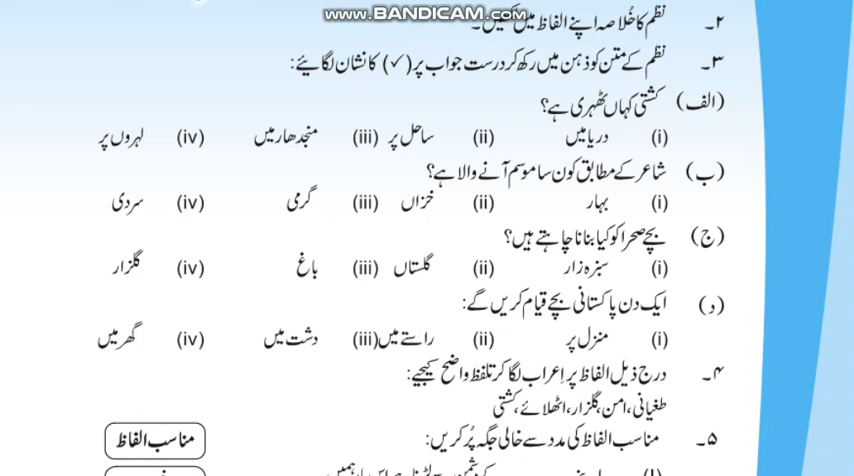 WWW.BANDICAM.COM
۲۔ نظم کا خُلاصہ اپنے الفاظ میں لکھیں۔
۳۔ نظم کے متن کو ذہن میں رکھ کر درست جواب پر (✓) کا نشان لگائیے:
(الف) کشتی کہاں ٹھہری ہے؟
(i) دریا میں (ii) ساحل پر (iii) منجدھار میں (iv) لہروں پر
(ب) شاعر کے مطابق کون سا موسم آنے والا ہے؟
(i) بہار (ii) خزاں (iii) گرمی (iv) سردی
(ج) بچے صحرا کو کیا بنانا چاہتے ہیں؟
(i) سبزہ زار (ii) گلستاں (iii) باغ (iv) گلزار
(د) ایک دن پاکستانی بچے قیام کریں گے:
(i) منزل پر (ii) راستے میں (iii) دشت میں (iv) گھر میں
۴۔ درج ذیل الفاظ پر اِعراب لگا کر تلفظ واضح کیجیے:
طغیانی، امن، گلزار، اٹھلائے، کشتی
۵۔ مناسب الفاظ کی مدد سے خالی جگہ پُر کریں:
مناسب الفاظ